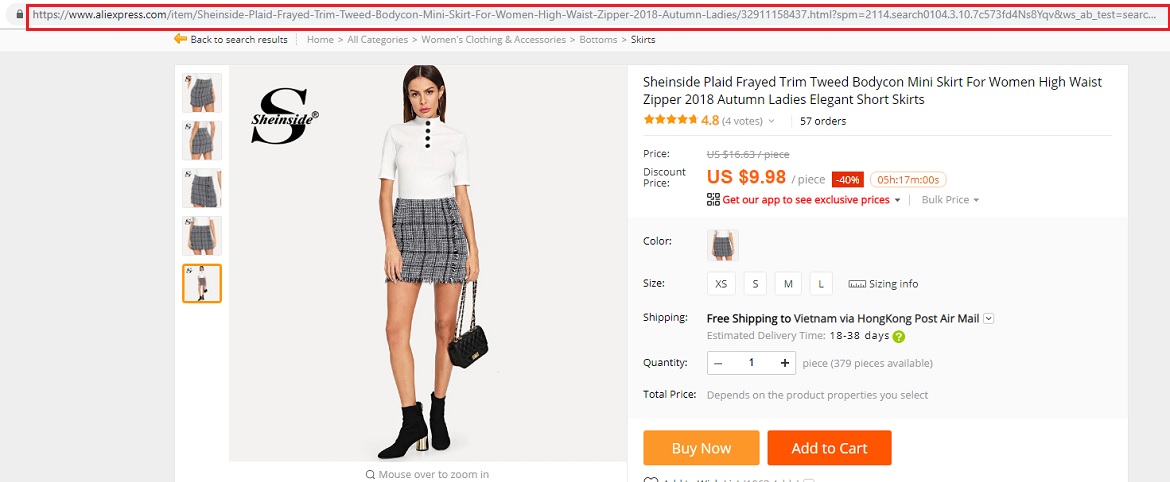 https://www.aliexpress.com/item/Sheinside-Plaid-Frayed-Trim-Tweed-Bodycon-Mini-Skirt-For-Women-High-Waist-Zipper-2018-Autumn-Ladies/32911158437.html?spm=2114.search0104.3.10.7c573fd4Ns8Yqv&ws_ab_test=searc...
Back to search results Home > All Categories > Women's Clothing & Accessories > Bottoms > Skirts
S
Sheinside®
Sheinside Plaid Frayed Trim Tweed Bodycon Mini Skirt For Women High Waist
Zipper 2018 Autumn Ladies Elegant Short Skirts
4.8 (4 votes) 57 orders
Price: US $16.63 / piece
Discount
Price: US $9.98 / piece -40% 05h:17m:00s
Get our app to see exclusive prices Bulk Price
Color:
Size: XS S M L Sizing info
Shipping: Free Shipping to Vietnam via HongKong Post Air Mail
Estimated Delivery Time: 18-38 days ?
Quantity: – 1 + piece (379 pieces available)
Total Price: Depends on the product properties you select
Buy Now Add to Cart
Mouse over to zoom in